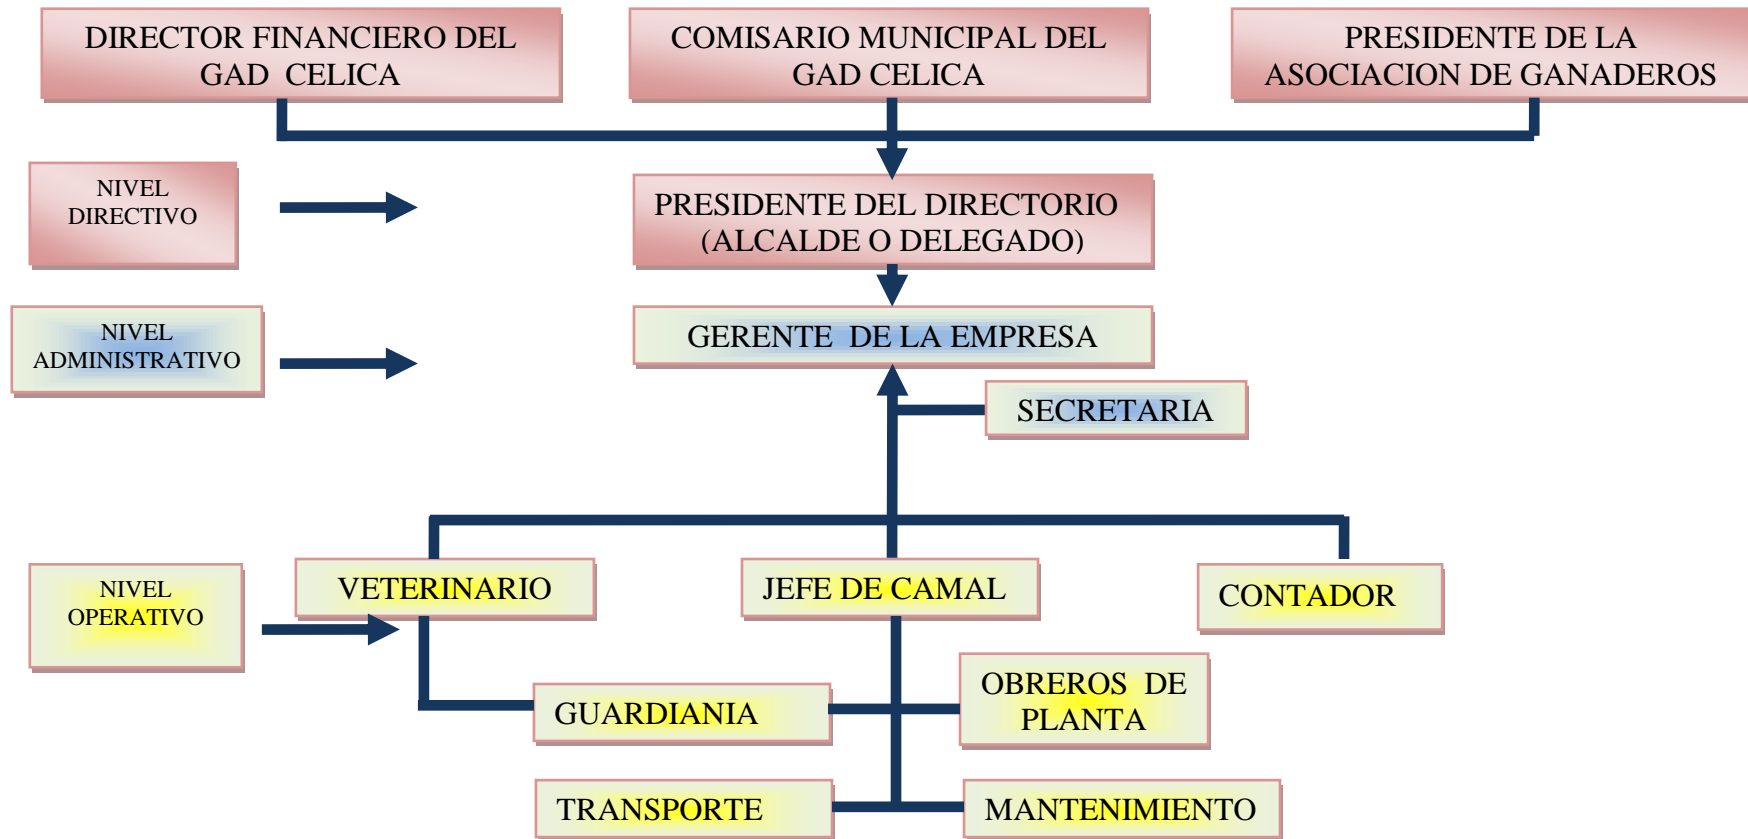 DIRECTOR FINANCIERO DEL
GAD CELICA
COMISARIO MUNICIPAL DEL
GAD CELICA
PRESIDENTE DE LA
ASOCIACION DE GANADEROS
NIVEL
DIRECTIVO
PRESIDENTE DEL DIRECTORIO
(ALCALDE O DELEGADO)
NIVEL
ADMINISTRATIVO
GERENTE DE LA EMPRESA
SECRETARIA
NIVEL
OPERATIVO
VETERINARIO
JEFE DE CAMAL
CONTADOR
GUARDIANIA
OBREROS DE
PLANTA
TRANSPORTE
MANTENIMIENTO